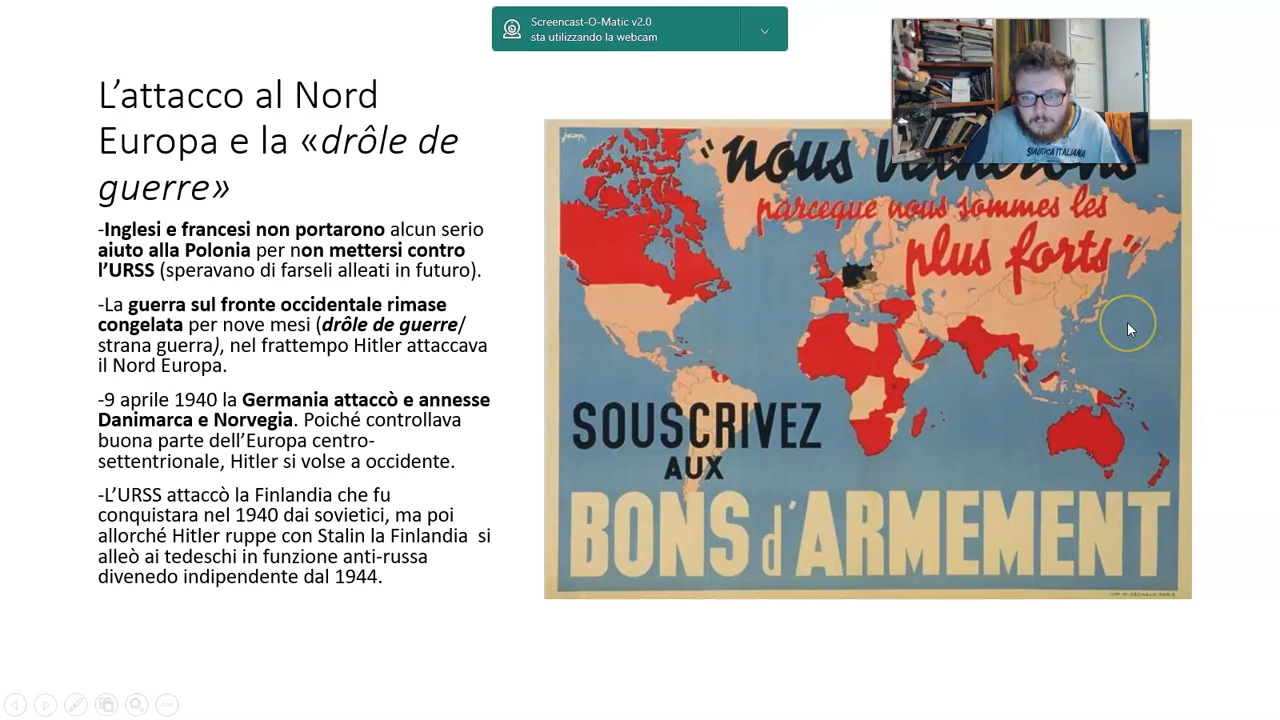 Screencast-O-Matic v2.0
sta utilizzando la webcam
L’attacco al Nord
Europa e la «drôle de
guerre»
-Inglesi e francesi non portarono alcun serio
aiuto alla Polonia per non mettersi contro
l’URSS (speravano di farseli alleati in futuro).
-La guerra sul fronte occidentale rimase
congelata per nove mesi (drôle de guerre/
strana guerra), nel frattempo Hitler attaccava
il Nord Europa.
-9 aprile 1940 la Germania attaccò e annesse
Danimarca e Norvegia. Poiché controllava
buona parte dell’Europa centro-
settentrionale, Hitler si volse a occidente.
-L’URSS attaccò la Finlandia che fu
conquistara nel 1940 dai sovietici, ma poi
allorché Hitler ruppe con Stalin la Finlandia si
alleò ai tedeschi in funzione anti-russa
divenedo indipendente dal 1944.
"nous vaincrons
parceque nous sommes les
plus forts"
SOUSCRIVEZ
AUX
BONS d'ARMEMENT
IMP. M. DÉCHAUX. PARIS